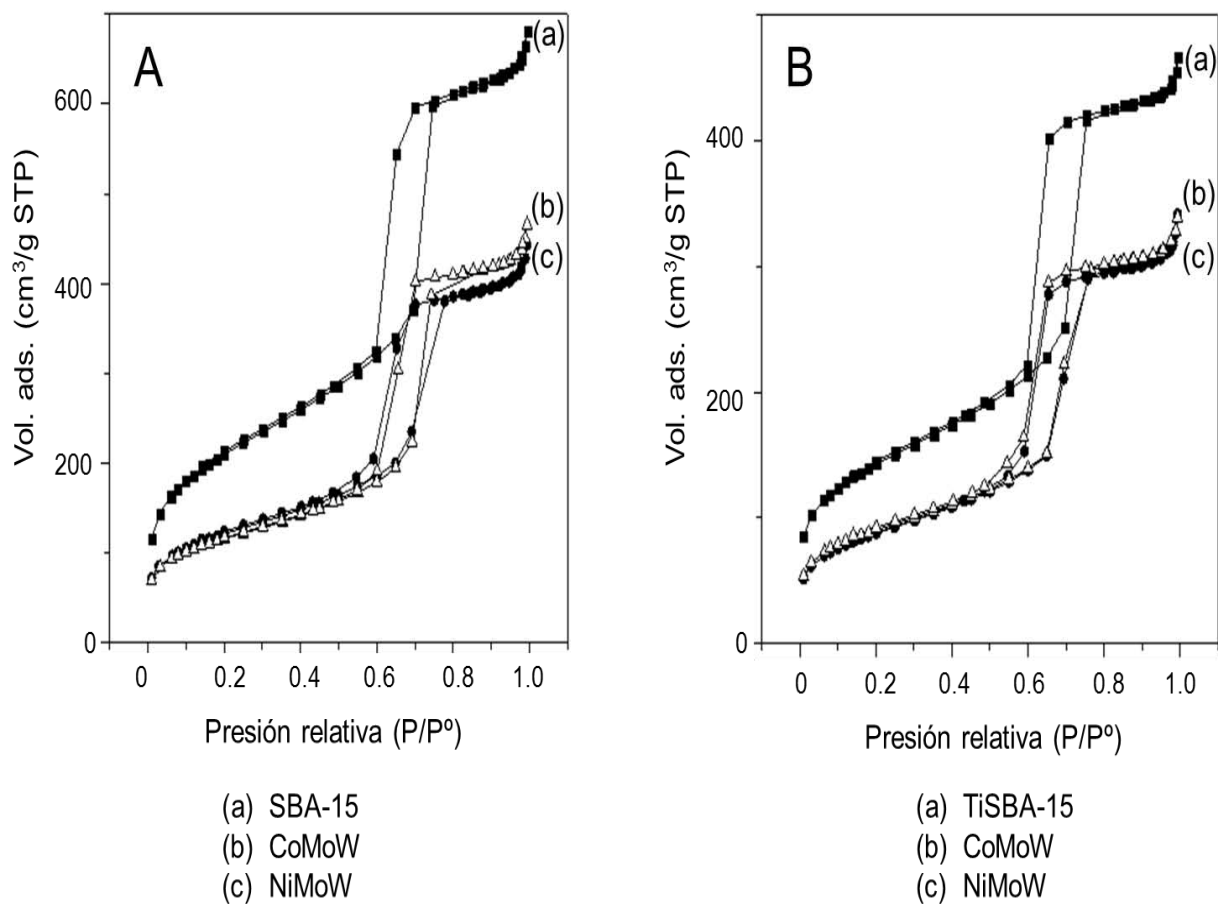 A
(a)
600
(b)
(c)
400
200
0
Vol. ads. (cm³/g STP)
0 0.2 0.4 0.6 0.8 1.0
Presión relativa (P/Pº)
(a) SBA-15
(b) CoMoW
(c) NiMoW
B
(a)
400
(b)
(c)
200
0
Vol. ads. (cm³/g STP)
0 0.2 0.4 0.6 0.8 1.0
Presión relativa (P/Pº)
(a) TiSBA-15
(b) CoMoW
(c) NiMoW